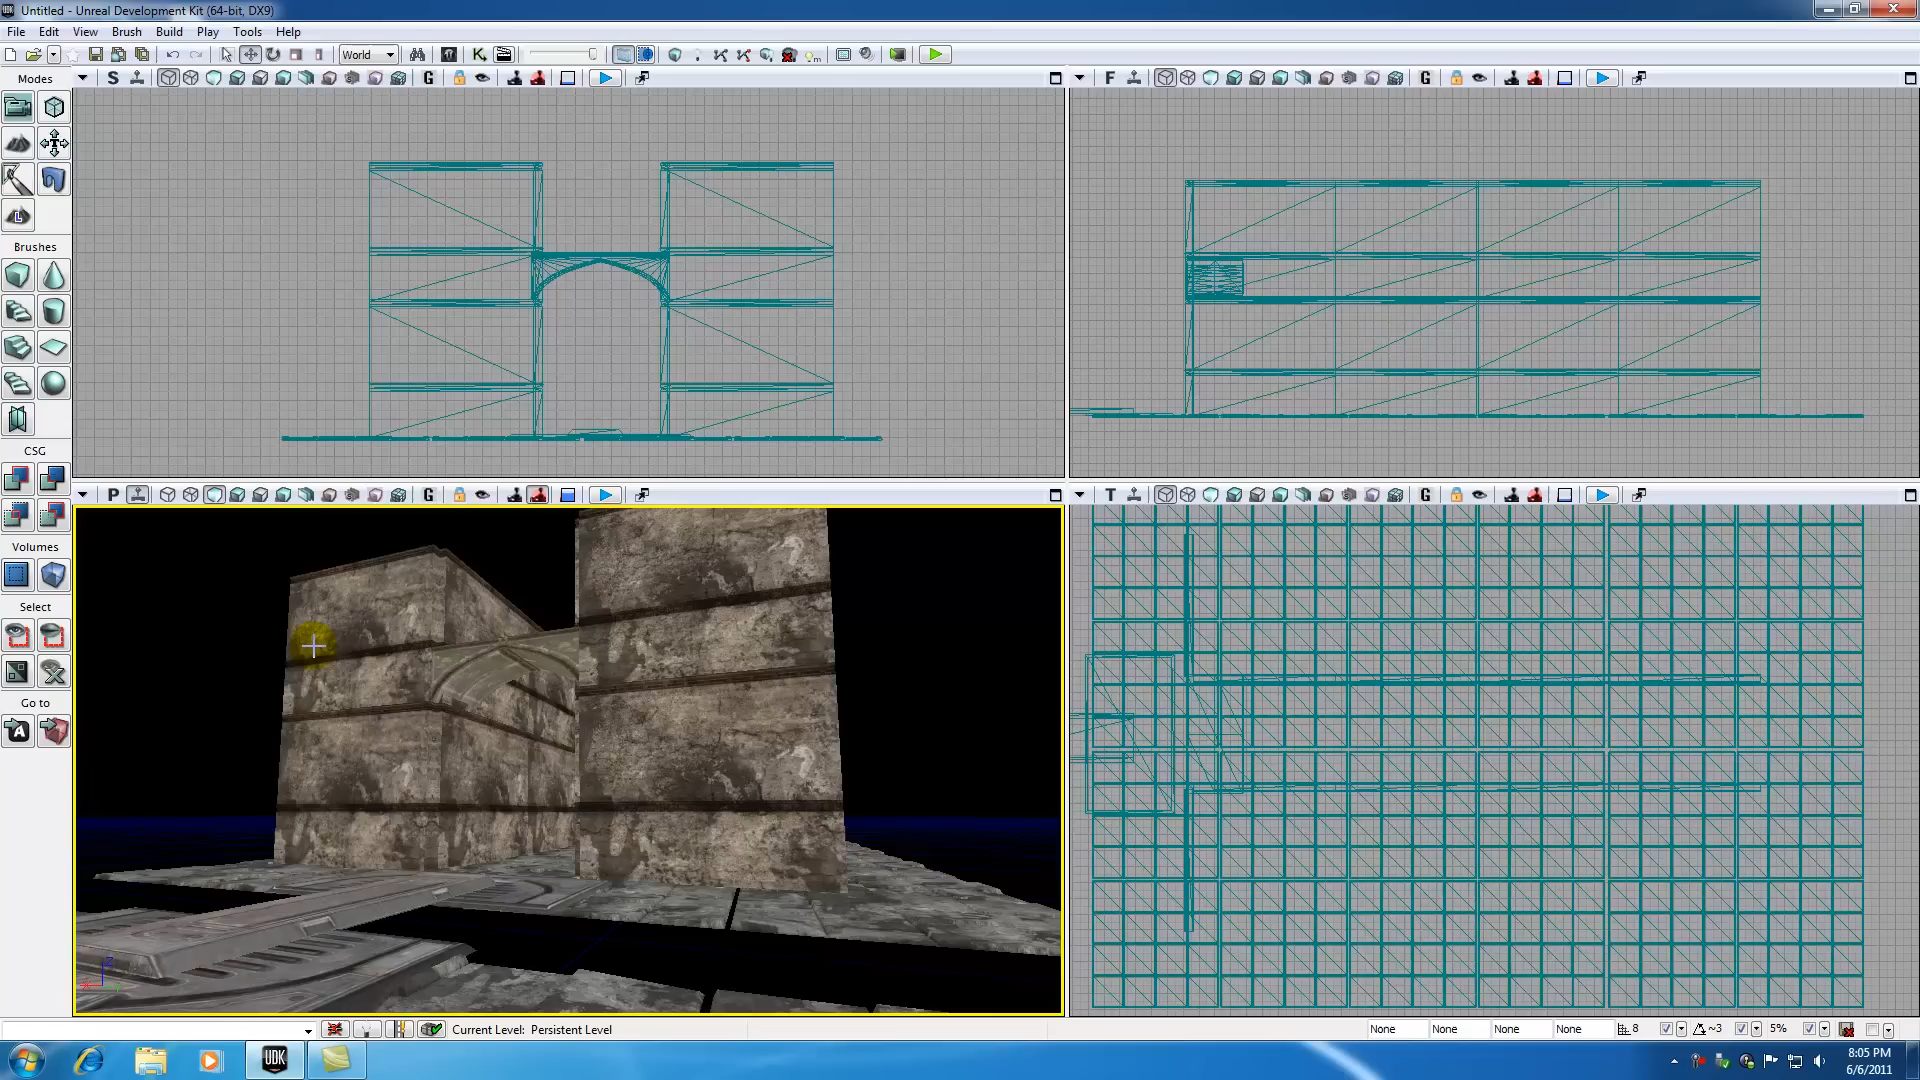 Untitled - Unreal Development Kit (64-bit, DX9)
File Edit View Brush Build Play Tools Help
World
Modes
S G
F G
Brushes
CSG
P G
T G
Volumes
Select
Go to
Current Level: Persistent Level
None None None None 8 ~3 5%
UDK
8:05 PM
6/6/2011